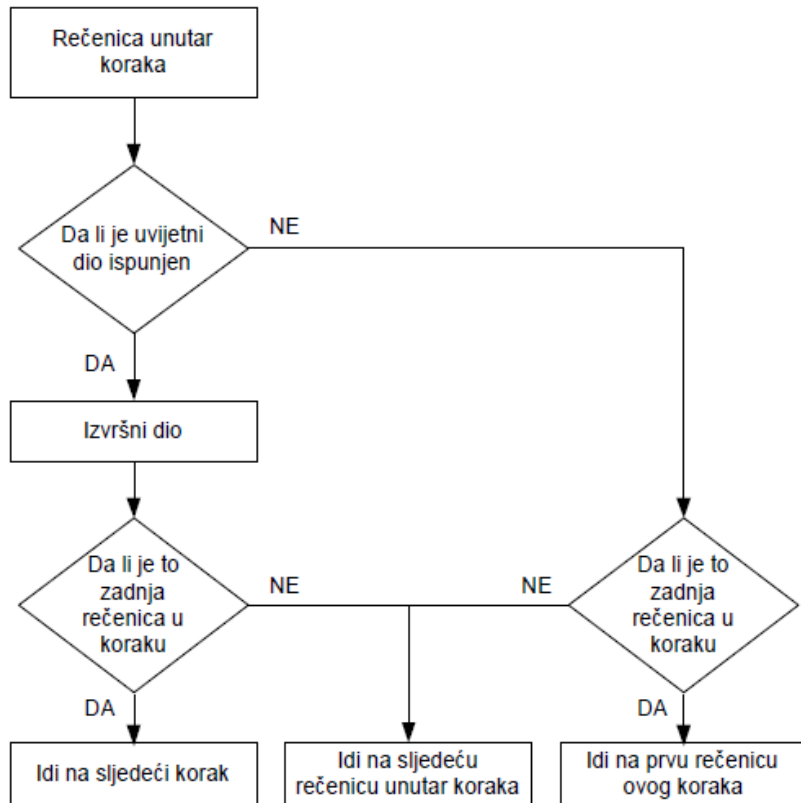 Rečenica unutar
koraka
Da li je uvijetni
dio ispunjen
NE
DA
Izvršni dio
Da li je to
zadnja
rečenica u
koraku
NE
NE
Da li je to
zadnja
rečenica u
koraku
DA
DA
Idi na sljedeći korak
Idi na sljedeću
rečenicu unutar koraka
Idi na prvu rečenicu
ovog koraka